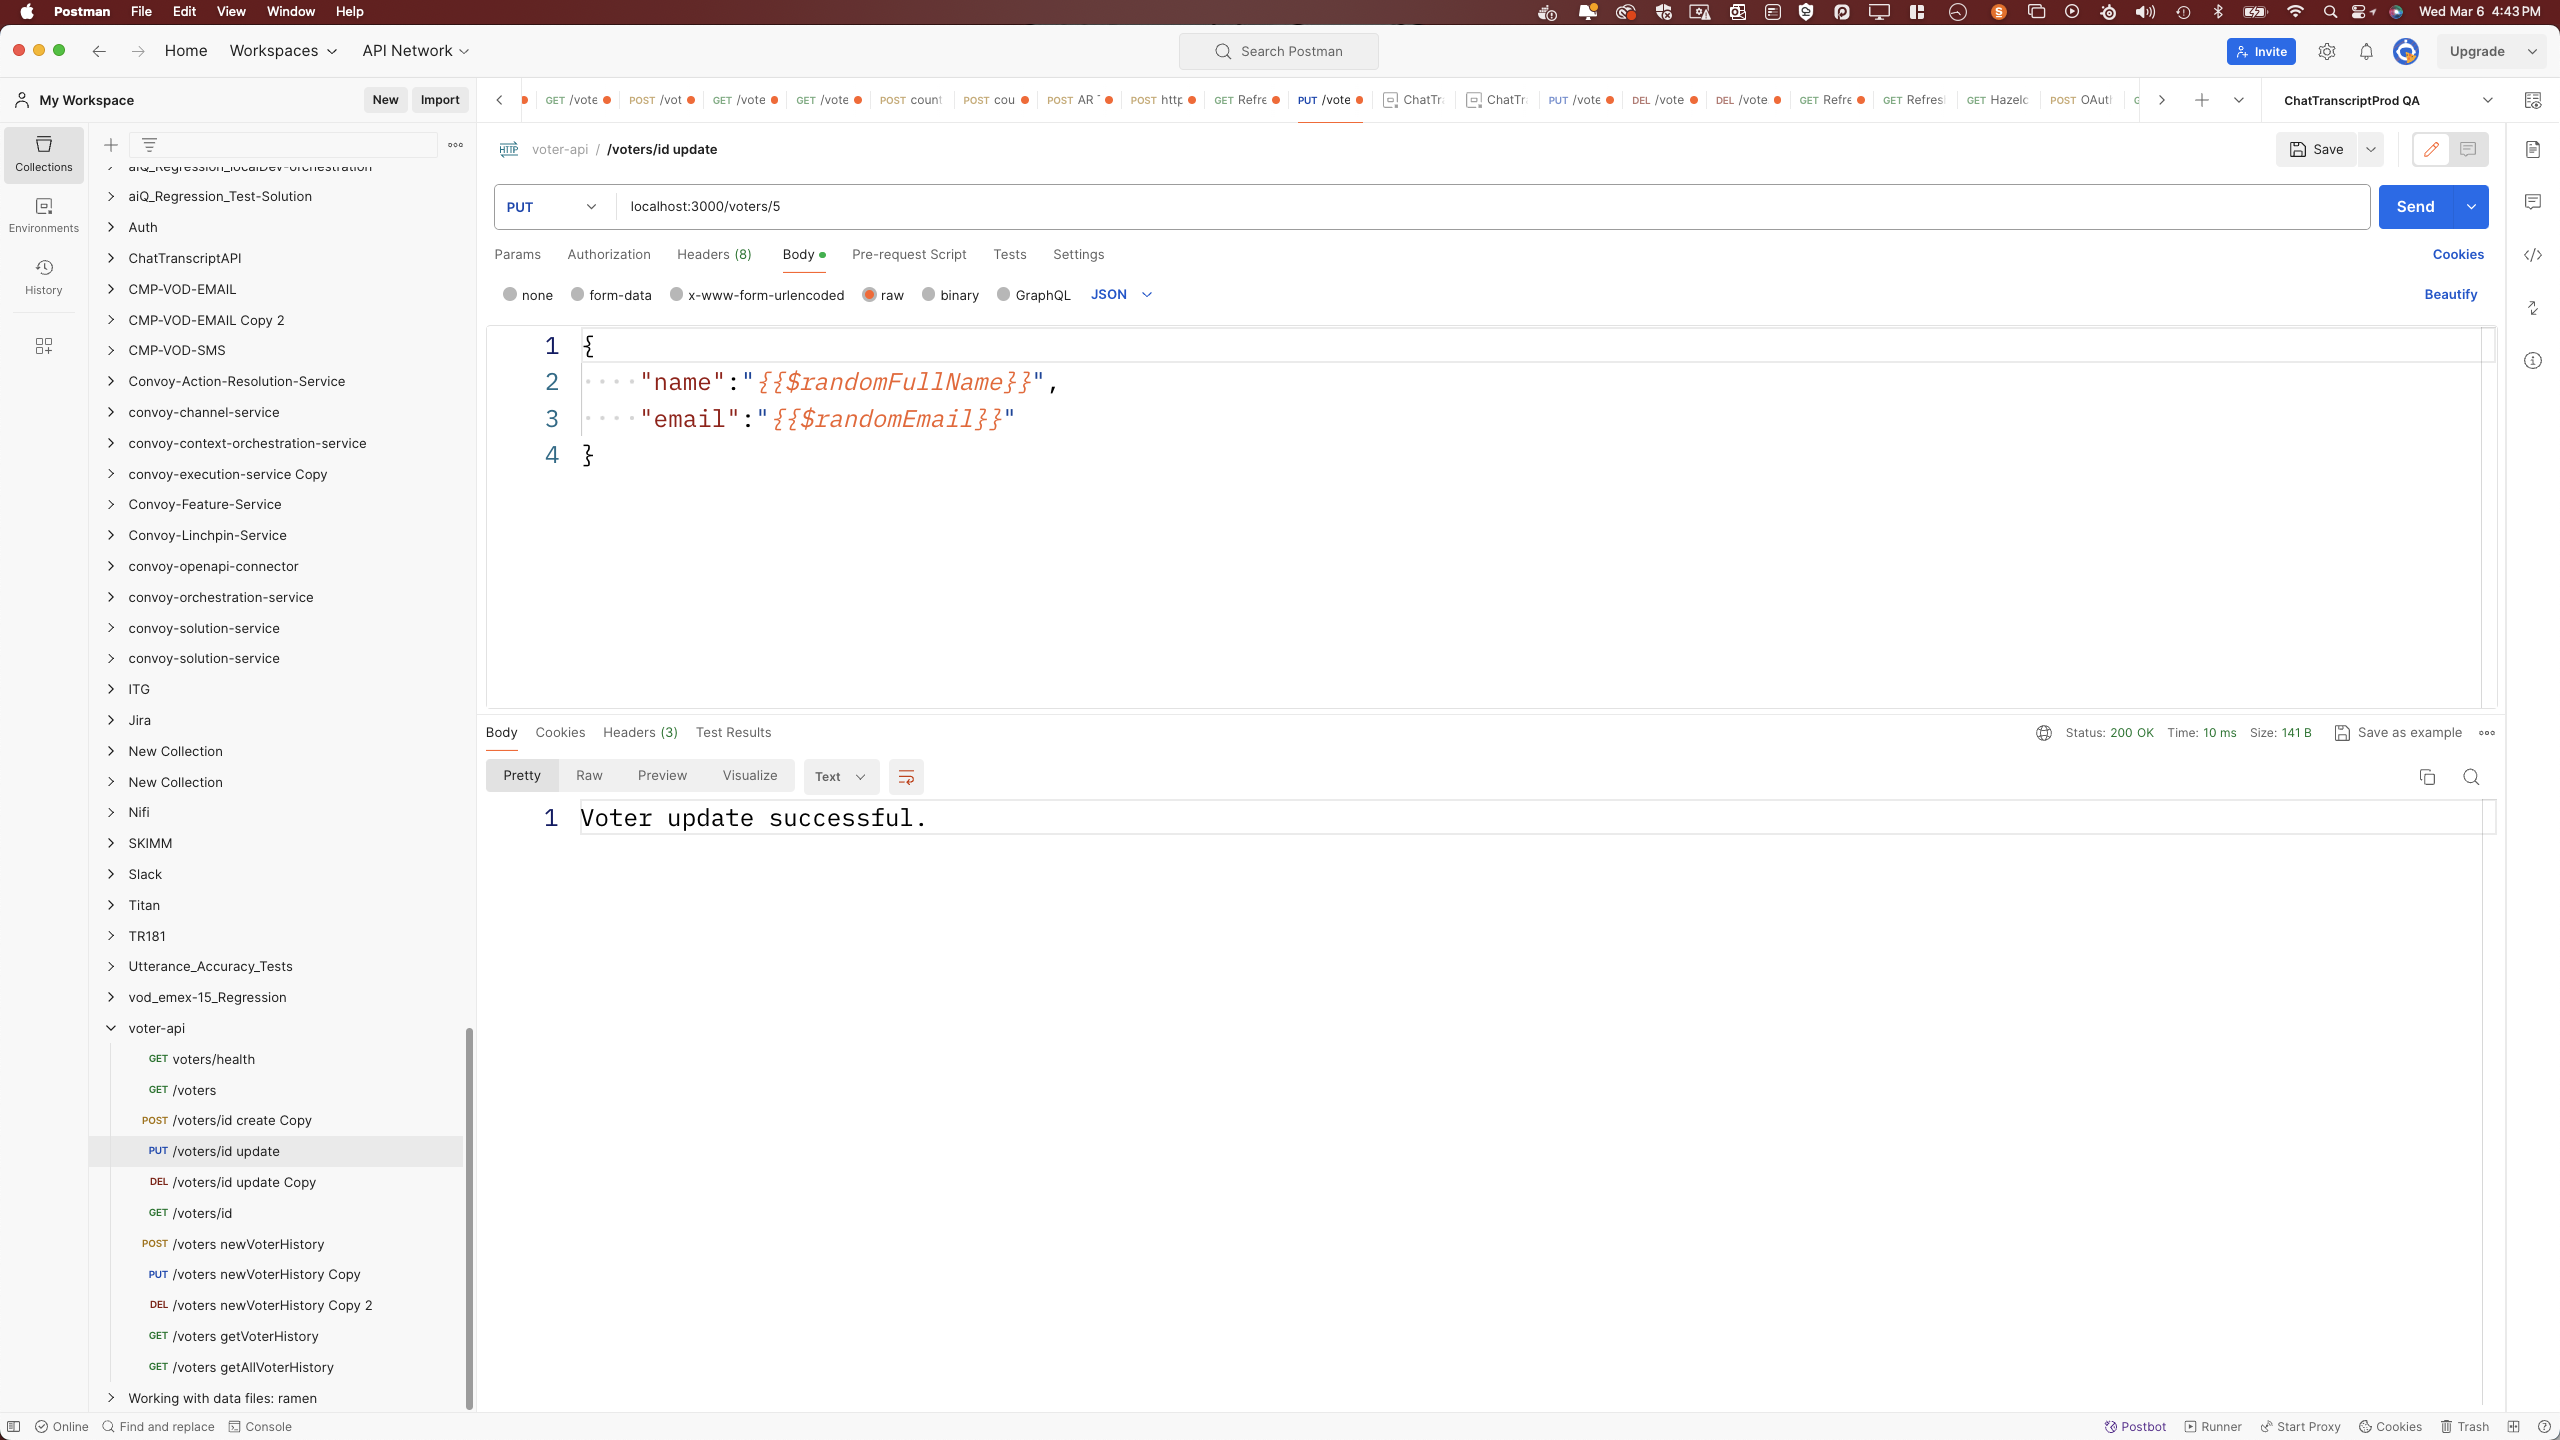 Postman File Edit View Window Help Wed Mar 6 4:43 PM
Home Workspaces API Network Search Postman Invite Upgrade
My Workspace New Import
GET /vote POST /vot GET /vote GET /vote POST count POST cou POST AR POST http GET Refre PUT /vote ChatTr ChatTr PUT /vote DEL /vote DEL /vote GET Refre GET Refres GET Hazelc POST OAut ChatTranscriptProd QA
Collections
Environments
History
aiQ_Regression_localDev-orchestration
aiQ_Regression_Test-Solution
Auth
ChatTranscriptAPI
CMP-VOD-EMAIL
CMP-VOD-EMAIL Copy 2
CMP-VOD-SMS
Convoy-Action-Resolution-Service
convoy-channel-service
convoy-context-orchestration-service
convoy-execution-service Copy
Convoy-Feature-Service
Convoy-Linchpin-Service
convoy-openapi-connector
convoy-orchestration-service
convoy-solution-service
convoy-solution-service
ITG
Jira
New Collection
New Collection
Nifi
SKIMM
Slack
Titan
TR181
Utterance_Accuracy_Tests
vod_emex-15_Regression
voter-api
GET voters/health
GET /voters
POST /voters/id create Copy
PUT /voters/id update
DEL /voters/id update Copy
GET /voters/id
POST /voters newVoterHistory
PUT /voters newVoterHistory Copy
DEL /voters newVoterHistory Copy 2
GET /voters getVoterHistory
GET /voters getAllVoterHistory
Working with data files: ramen
HTTP voter-api / /voters/id update Save
PUT localhost:3000/voters/5 Send
Params Authorization Headers (8) Body Pre-request Script Tests Settings Cookies
none form-data x-www-form-urlencoded raw binary GraphQL JSON Beautify
1 {
2 "name":"{{$randomFullName}}",
3 "email":"{{$randomEmail}}"
4 }
Body Cookies Headers (3) Test Results Status: 200 OK Time: 10 ms Size: 141 B Save as example
Pretty Raw Preview Visualize Text
1 Voter update successful.
Online Find and replace Console Postbot Runner Start Proxy Cookies Trash